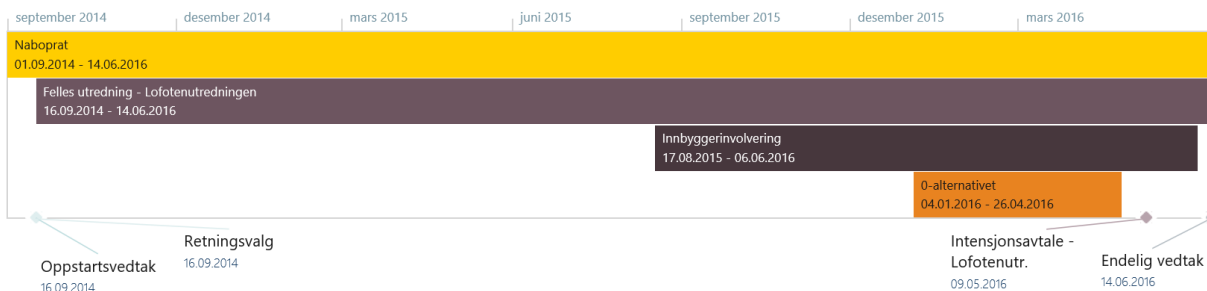 september 2014
desember 2014
mars 2015
juni 2015
september 2015
desember 2015
mars 2016
Naboprat
01.09.2014 - 14.06.2016
Felles utredning - Lofotenutredningen
16.09.2014 - 14.06.2016
Innbyggerinvolvering
17.08.2015 - 06.06.2016
0-alternativet
04.01.2016 - 26.04.2016
Retningsvalg
16.09.2014
Oppstartsvedtak
16.09.2014
Intensjonsavtale -
Lofotenutr.
09.05.2016
Endelig vedtak
14.06.2016